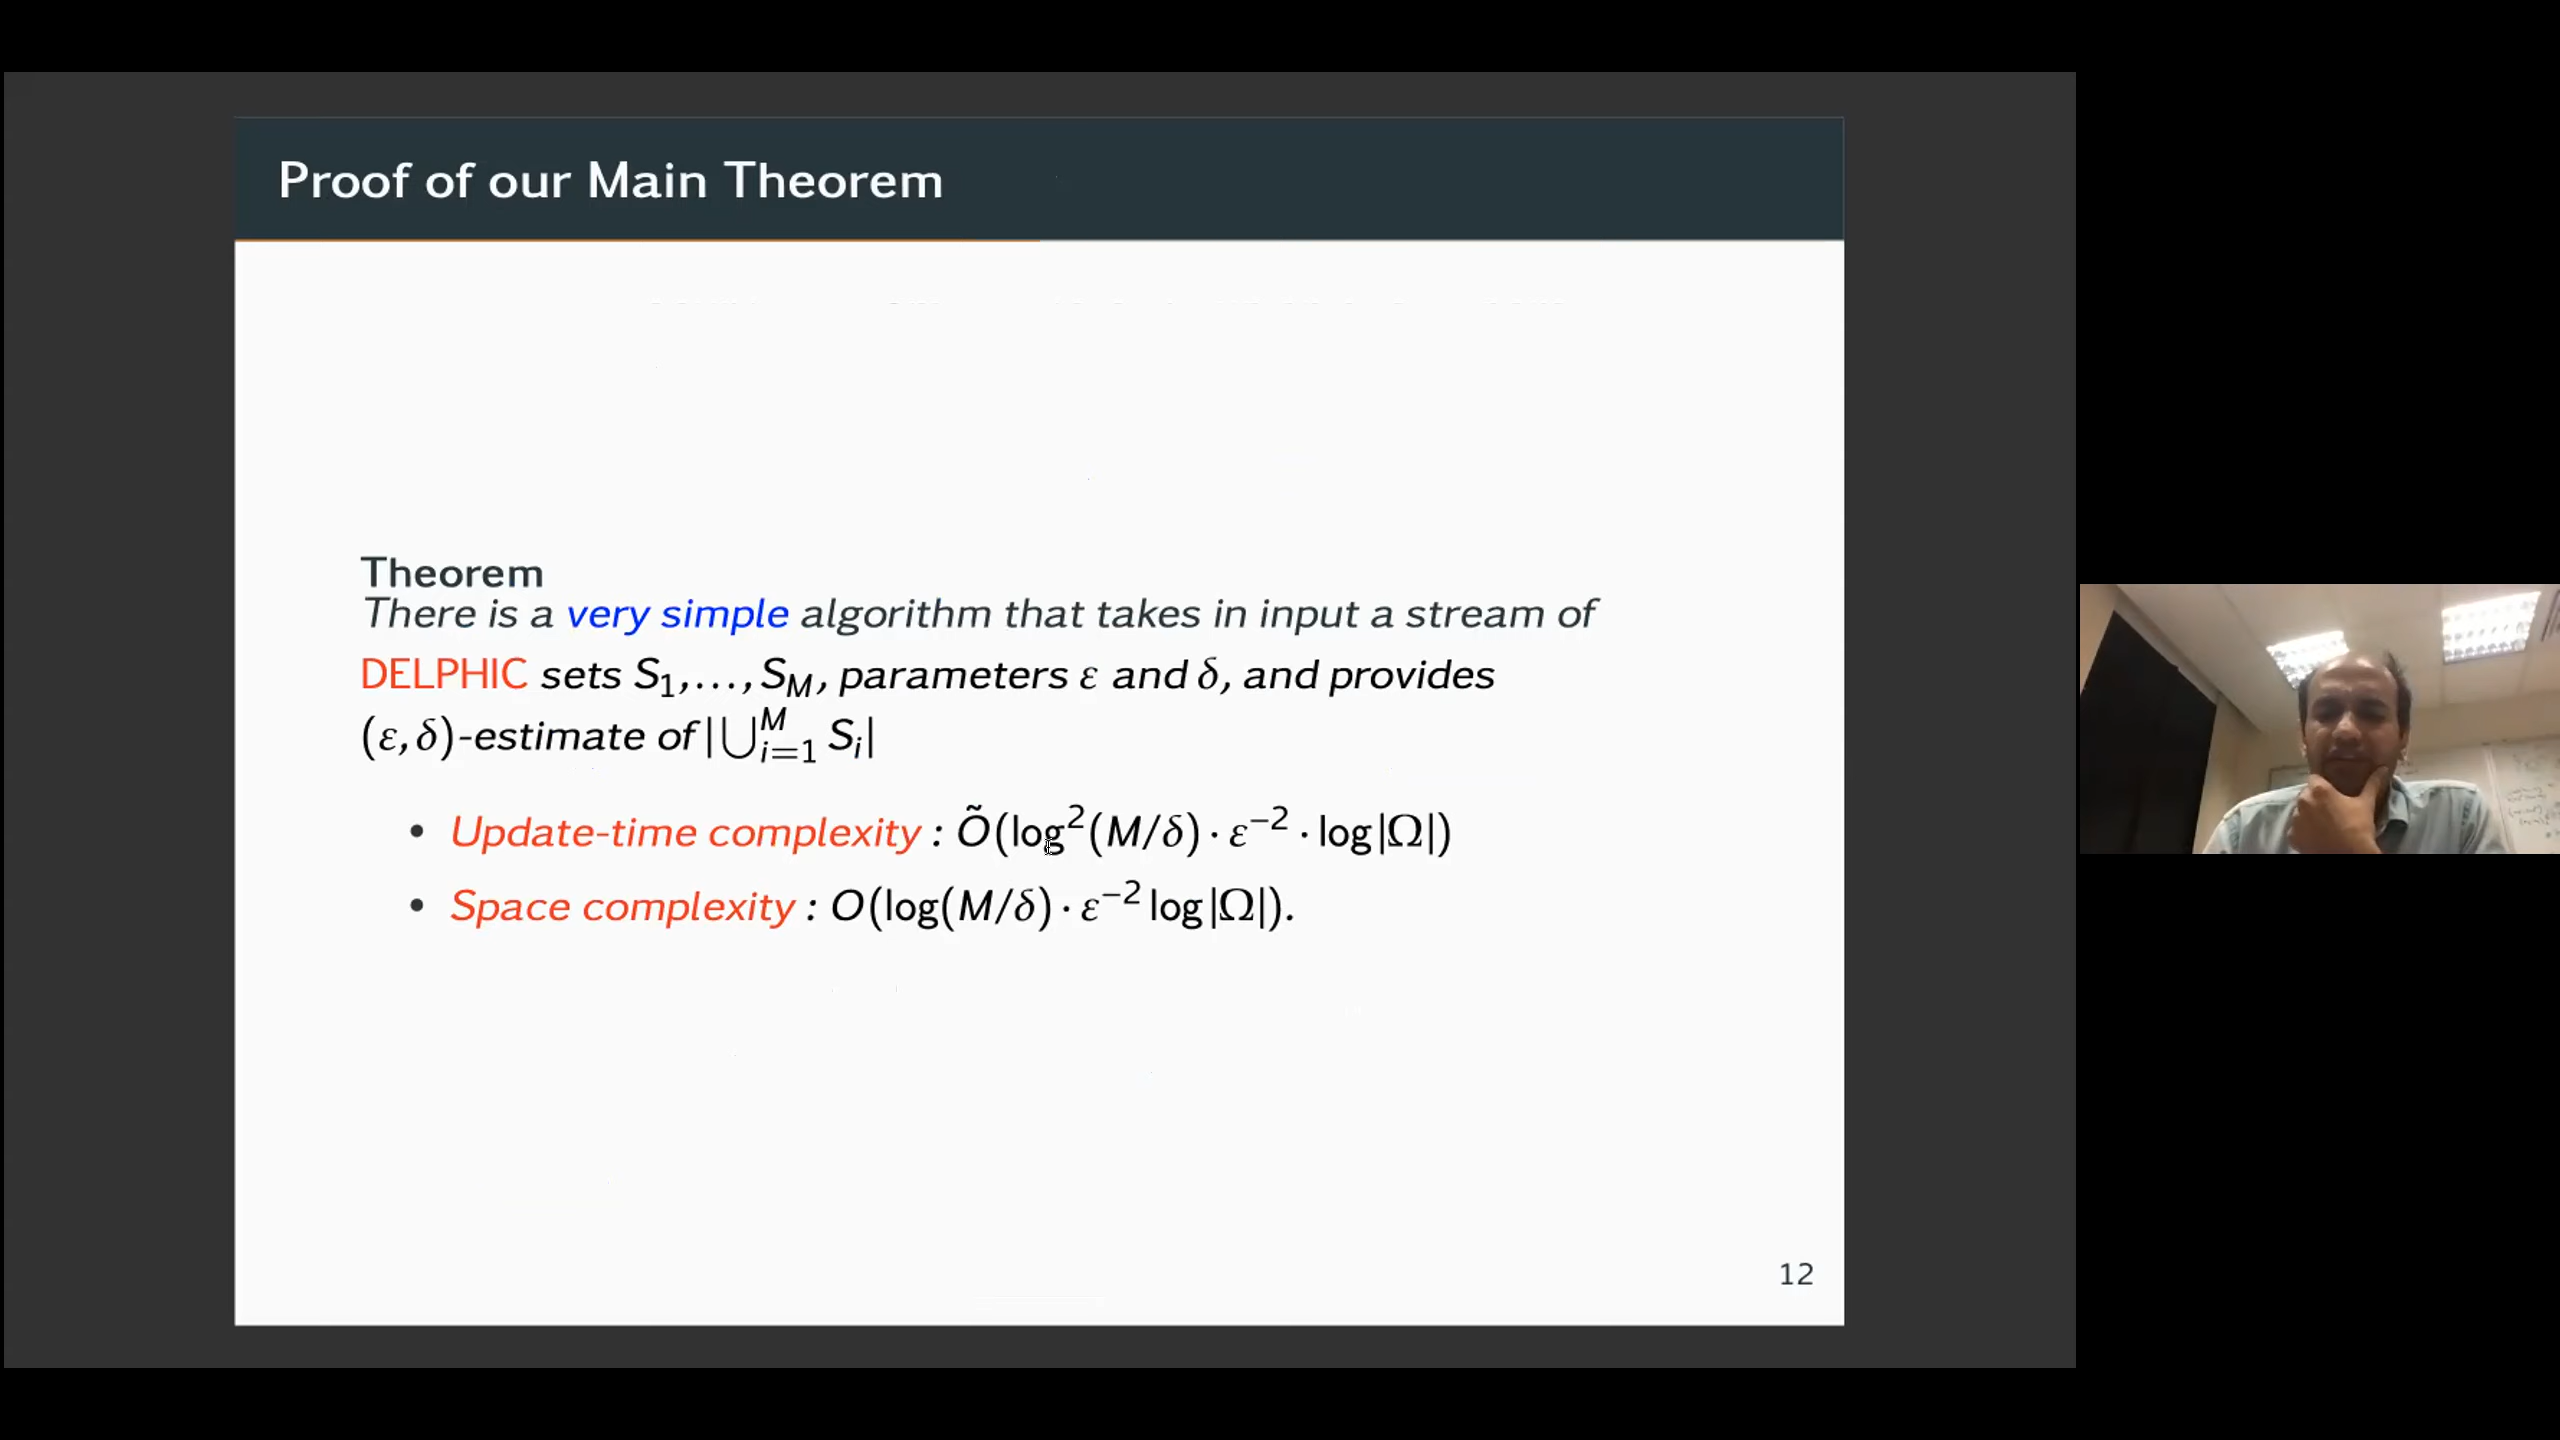 Proof of our Main Theorem
Theorem
There is a very simple algorithm that takes in input a stream of
DELPHIC sets S₁,…,S_M, parameters ε and δ, and provides
(ε,δ)-estimate of |⋃ᵢ₌₁ᴹ Sᵢ|
• Update-time complexity : Õ(log²(M/δ) · ε⁻² · log|Ω|)
• Space complexity : O(log(M/δ) · ε⁻² log|Ω|).
12